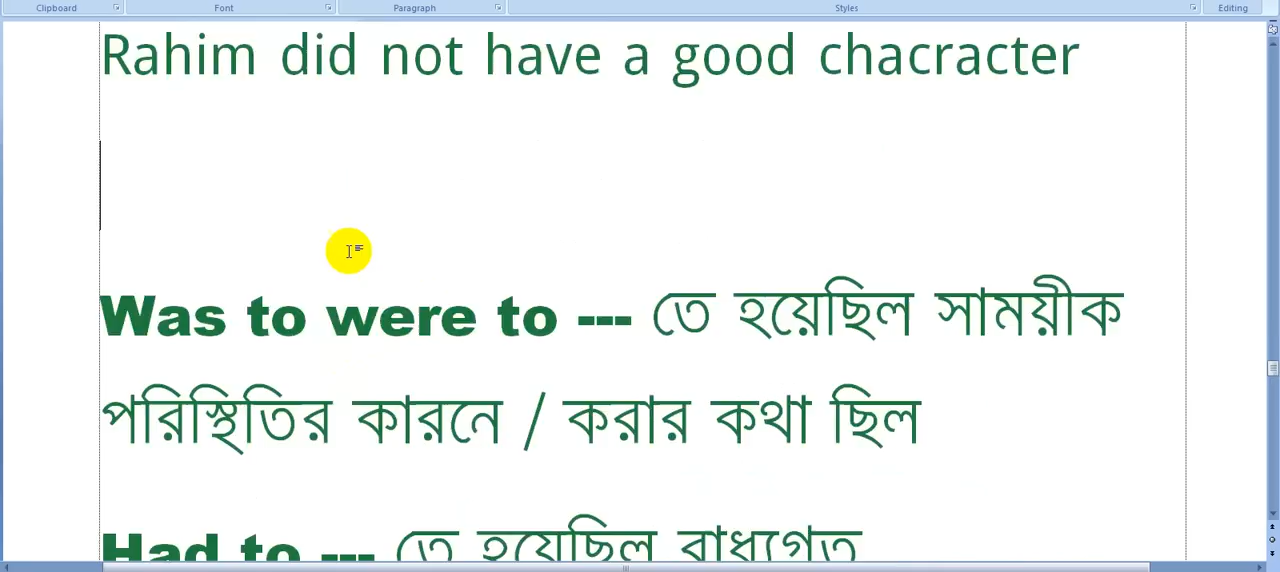 Clipboard Font Paragraph Styles Editing
Rahim did not have a good chacracter
Was to were to --- তে হয়েছিল সাময়ীক
পরিস্থিতির কারনে / করার কথা ছিল
Had to --- তে হয়েছিল বাধ্যগত